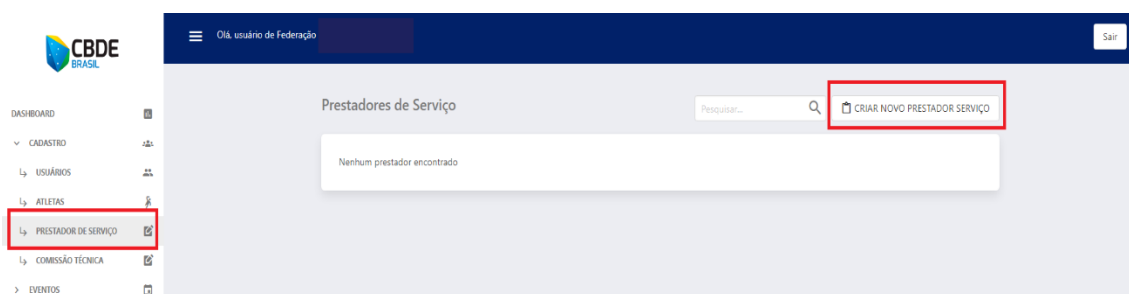 CBDE
BRASIL
Olá, usuário de Federação
Sair
DASHBOARD
CADASTRO
USUÁRIOS
ATLETAS
PRESTADOR DE SERVIÇO
COMISSÃO TÉCNICA
EVENTOS
Prestadores de Serviço
Pesquisar...
CRIAR NOVO PRESTADOR SERVIÇO
Nenhum prestador encontrado